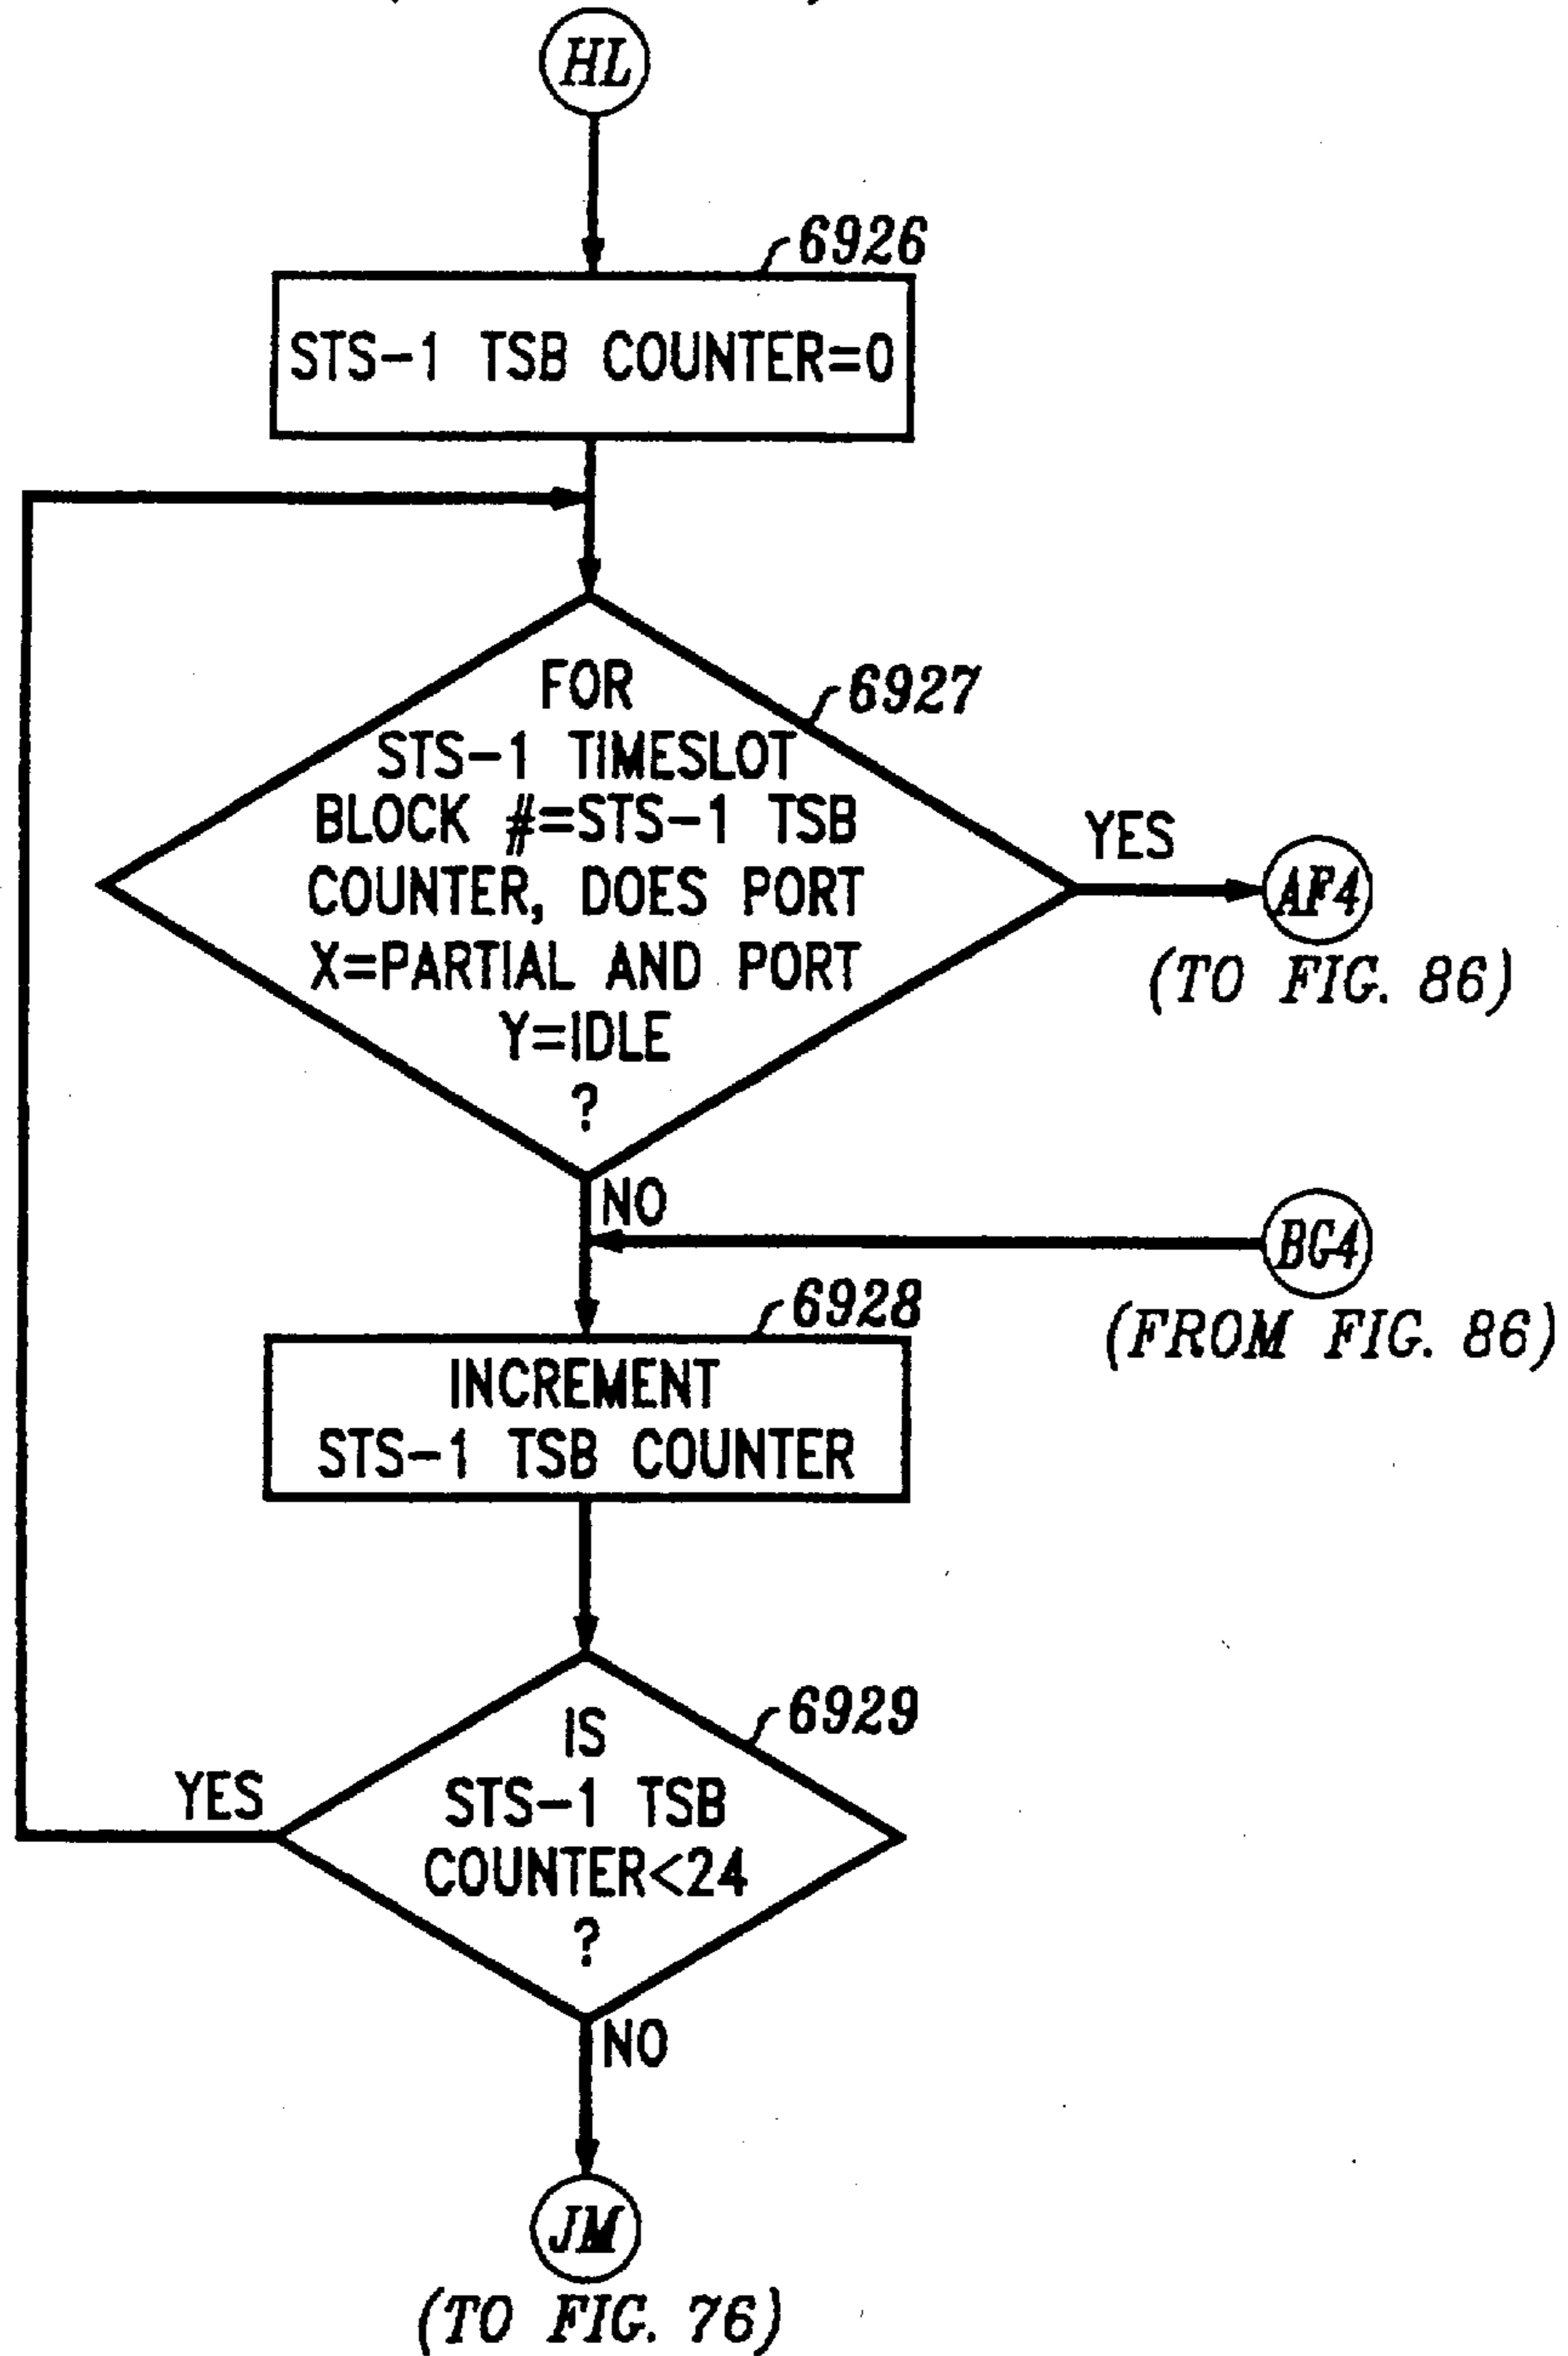 HL
6926
STS-1 TSB COUNTER=0
FOR
6927
STS-1 TIMESLOT
BLOCK #=STS-1 TSB
COUNTER, DOES PORT
X=PARTIAL AND PORT
Y=IDLE
?
YES
AF4
(TO FIG. 86)
NO
BG4
(FROM FIG. 86)
6928
INCREMENT
STS-1 TSB COUNTER
6929
IS
STS-1 TSB
COUNTER<24
?
YES
NO
JM
(TO FIG. 76)